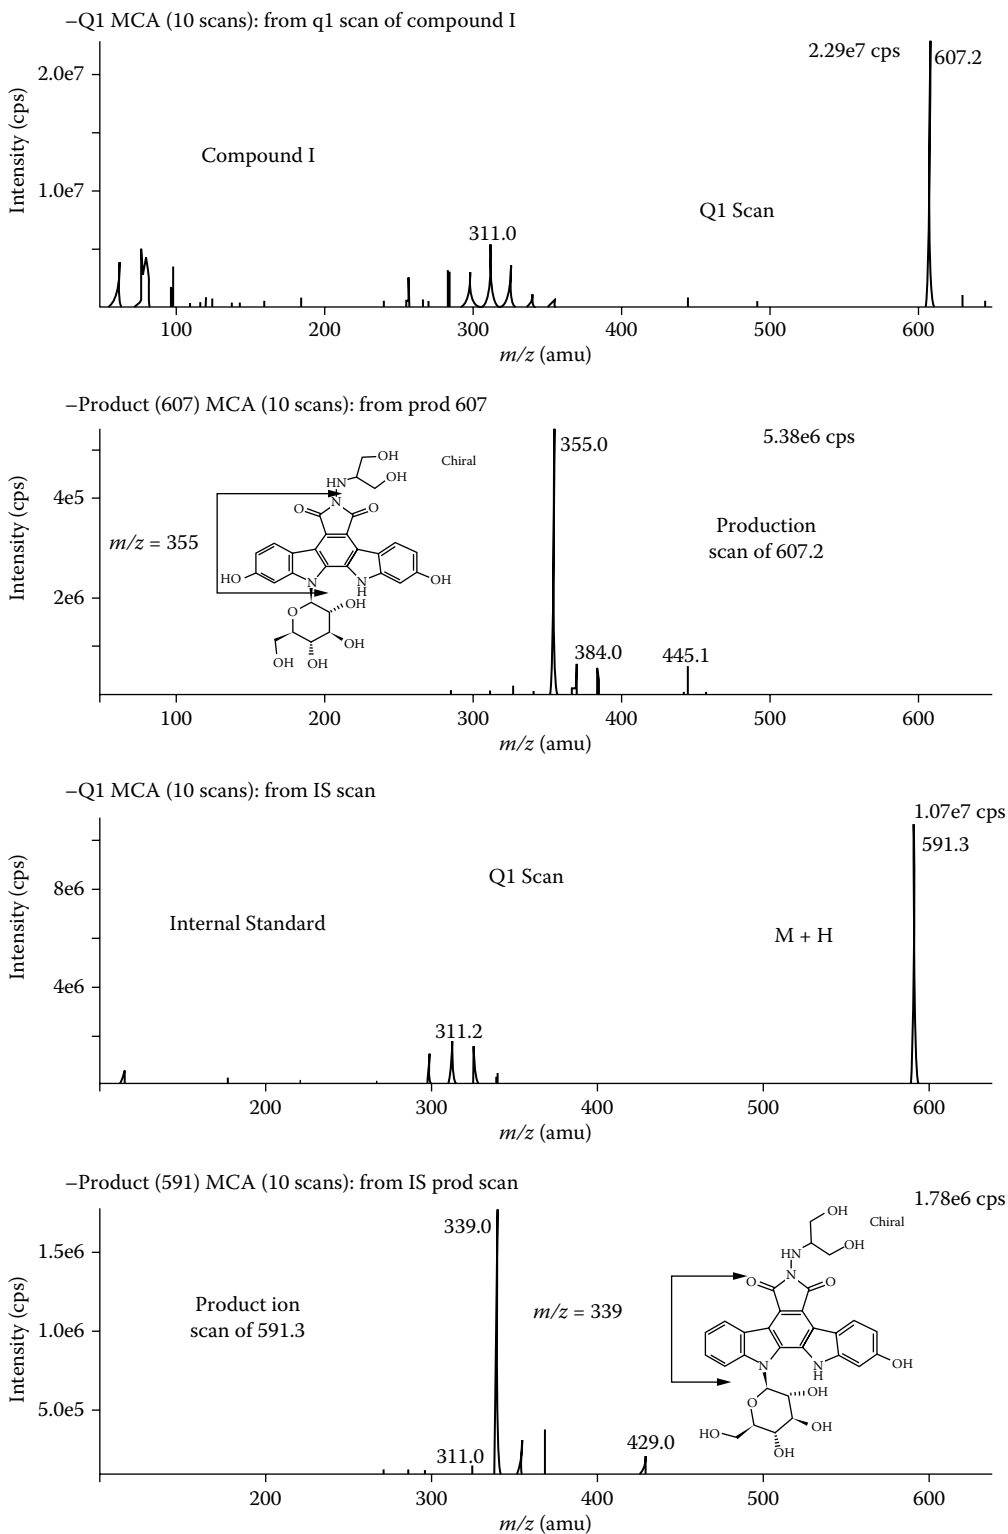 –Q1 MCA (10 scans): from q1 scan of compound I
2.29e7 cps
607.2
2.0e7
1.0e7
Intensity (cps)
Compound I
Q1 Scan
311.0
100 200 300 400 500 600
m/z (amu)
–Product (607) MCA (10 scans): from prod 607
5.38e6 cps
355.0
4e5
2e6
Intensity (cps)
Chiral
OH
HN
OH
N
O
O
m/z = 355
HO
N
N
H
OH
O
OH
OH
OH
OH
Production
scan of 607.2
384.0
445.1
100 200 300 400 500 600
m/z (amu)
–Q1 MCA (10 scans): from IS scan
1.07e7 cps
591.3
8e6
4e6
Intensity (cps)
Q1 Scan
Internal Standard
M + H
311.2
200 300 400 500 600
m/z (amu)
–Product (591) MCA (10 scans): from IS prod scan
1.78e6 cps
339.0
1.5e6
1.0e6
5.0e5
Intensity (cps)
Product ion
scan of 591.3
m/z = 339
OH
Chiral
HN
OH
N
O
O
N
N
H
OH
O
OH
OH
HO
OH
311.0
429.0
200 300 400 500 600
m/z (amu)